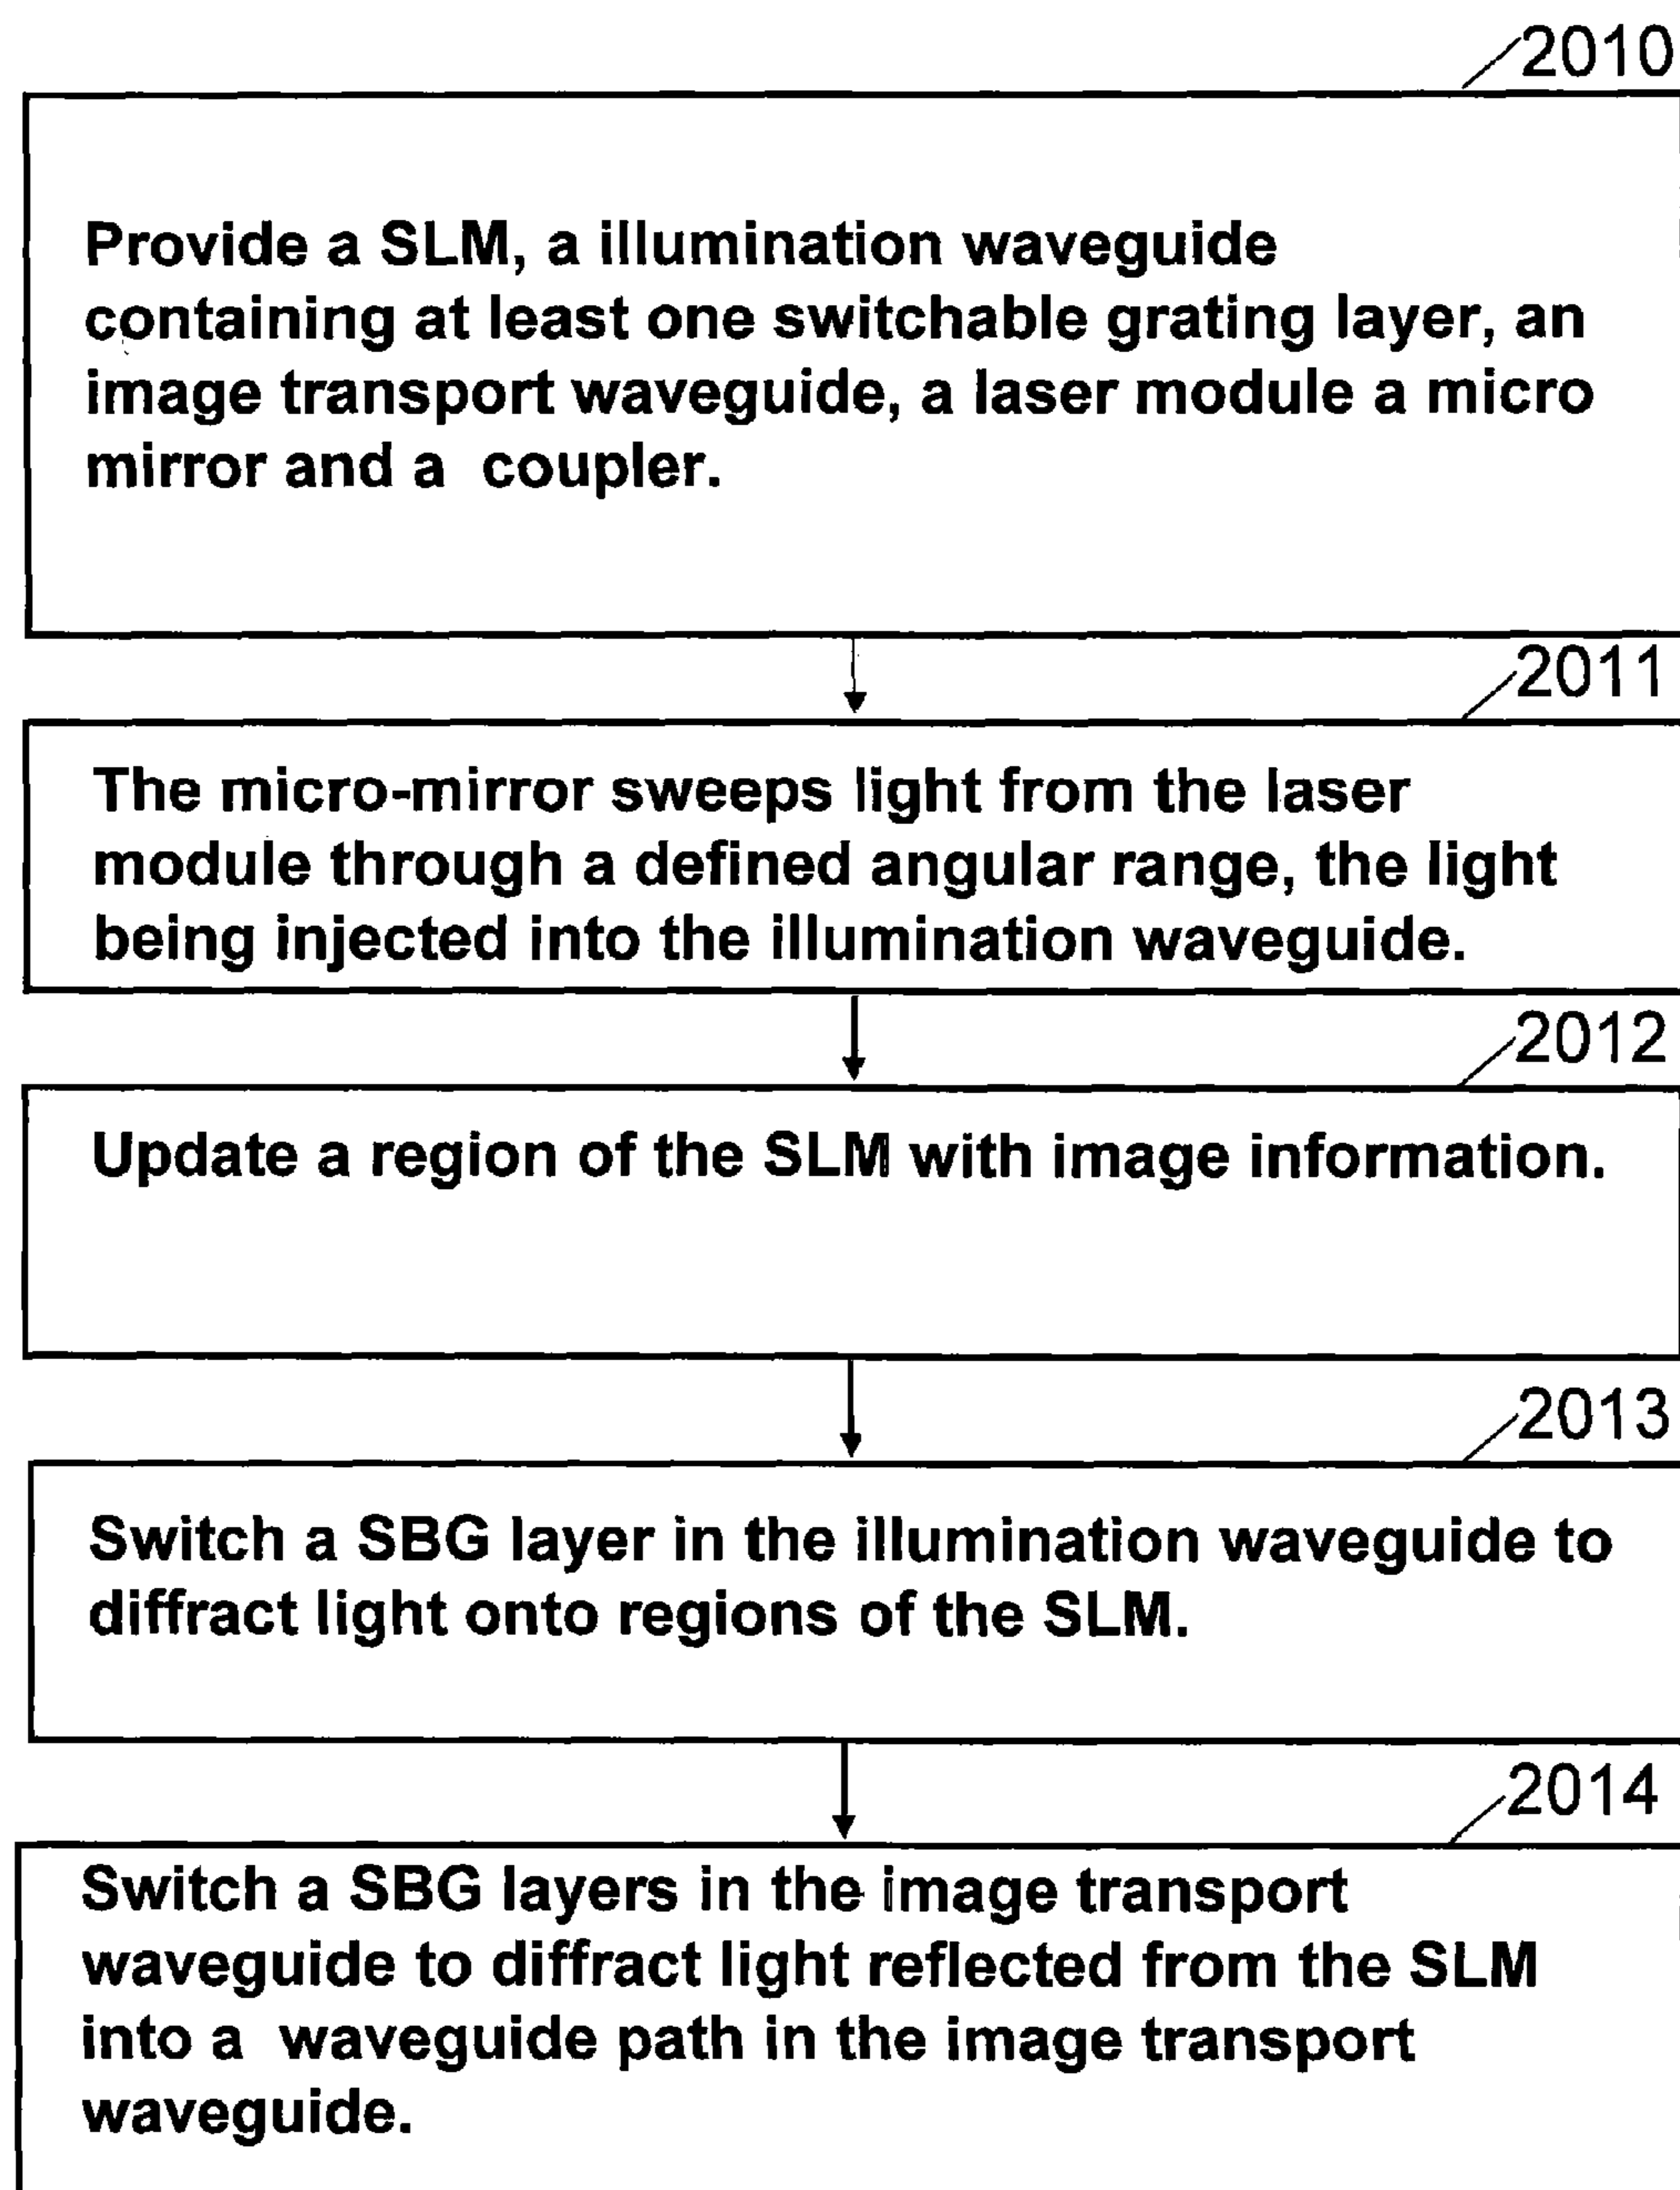 2010
Provide a SLM, a illumination waveguide
containing at least one switchable grating layer, an
image transport waveguide, a laser module a micro
mirror and a coupler.
2011
The micro-mirror sweeps light from the laser
module through a defined angular range, the light
being injected into the illumination waveguide.
2012
Update a region of the SLM with image information.
2013
Switch a SBG layer in the illumination waveguide to
diffract light onto regions of the SLM.
2014
Switch a SBG layers in the image transport
waveguide to diffract light reflected from the SLM
into a waveguide path in the image transport
waveguide.